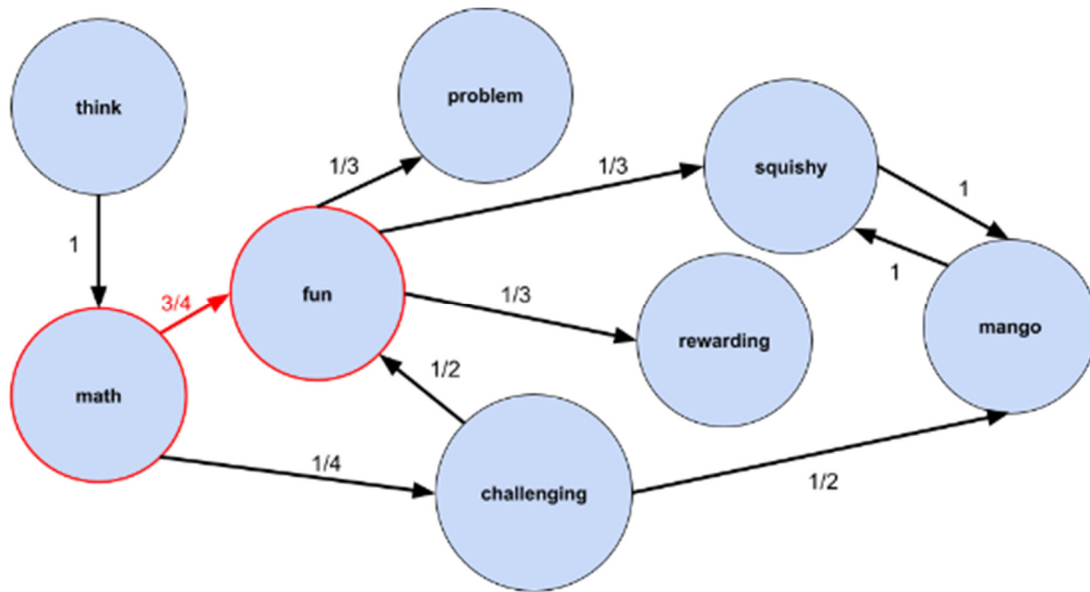 think
problem
1/3
1/3
squishy
1
1
3/4
fun
1/3
1
rewarding
mango
math
1/2
1/4
challenging
1/2